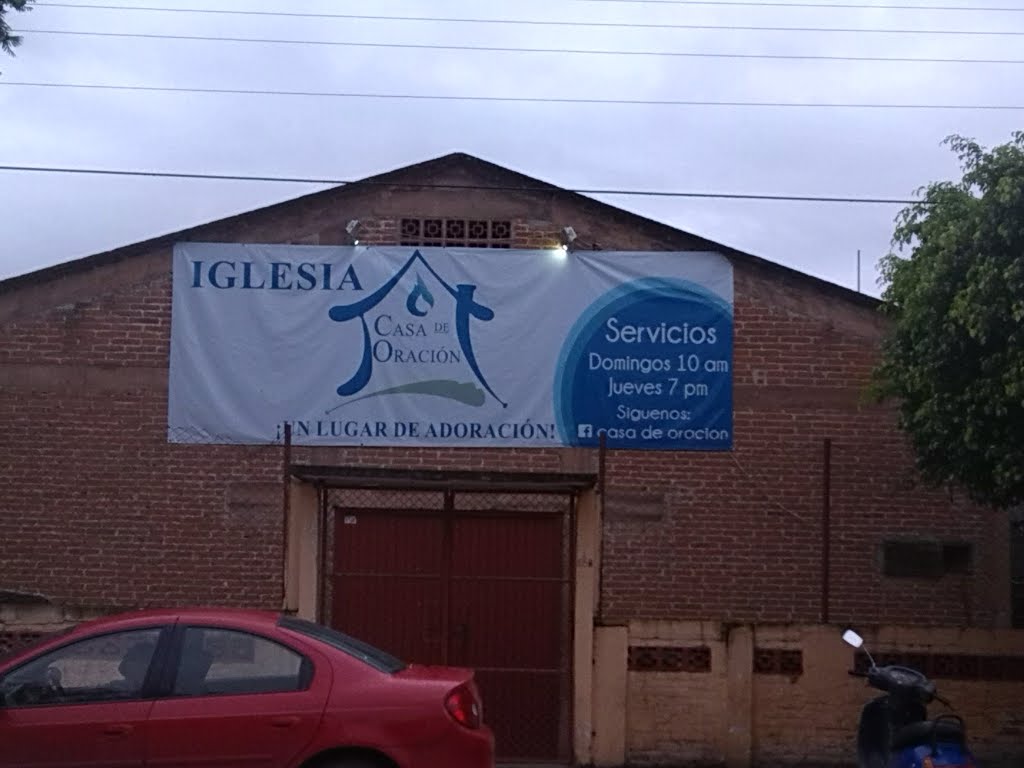 IGLESIA
CASA DE
ORACIÓN
¡UN LUGAR DE ADORACIÓN!
Servicios
Domingos 10 am
Jueves 7 pm
Siguenos:
casa de oracion